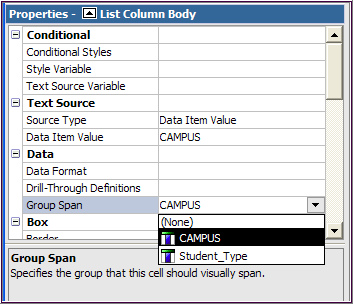 Properties - List Column Body
Conditional
Conditional Styles
Style Variable
Text Source Variable
Text Source
Source Type Data Item Value
Data Item Value CAMPUS
Data
Data Format
Drill-Through Definitions
Group Span CAMPUS
Box (None)
Border CAMPUS
Student_Type
Group Span
Specifies the group that this cell should visually span.